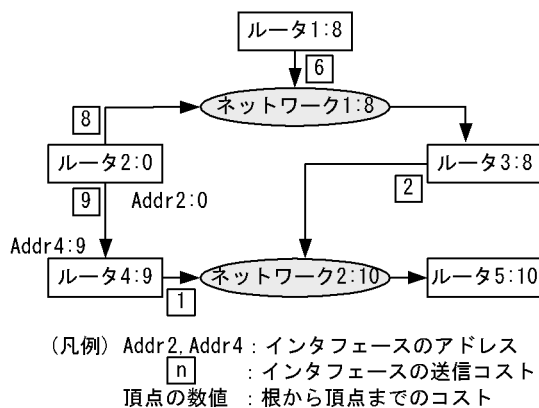 ルータ1:8
6
ネットワーク1:8
8
ルータ2:0
ルータ3:8
2
9
Addr2:0
Addr4:9
ルータ4:9
ネットワーク2:10
ルータ5:10
1
(凡例) Addr2, Addr4 : インタフェースのアドレス
n : インタフェースの送信コスト
頂点の数値 : 根から頂点までのコスト